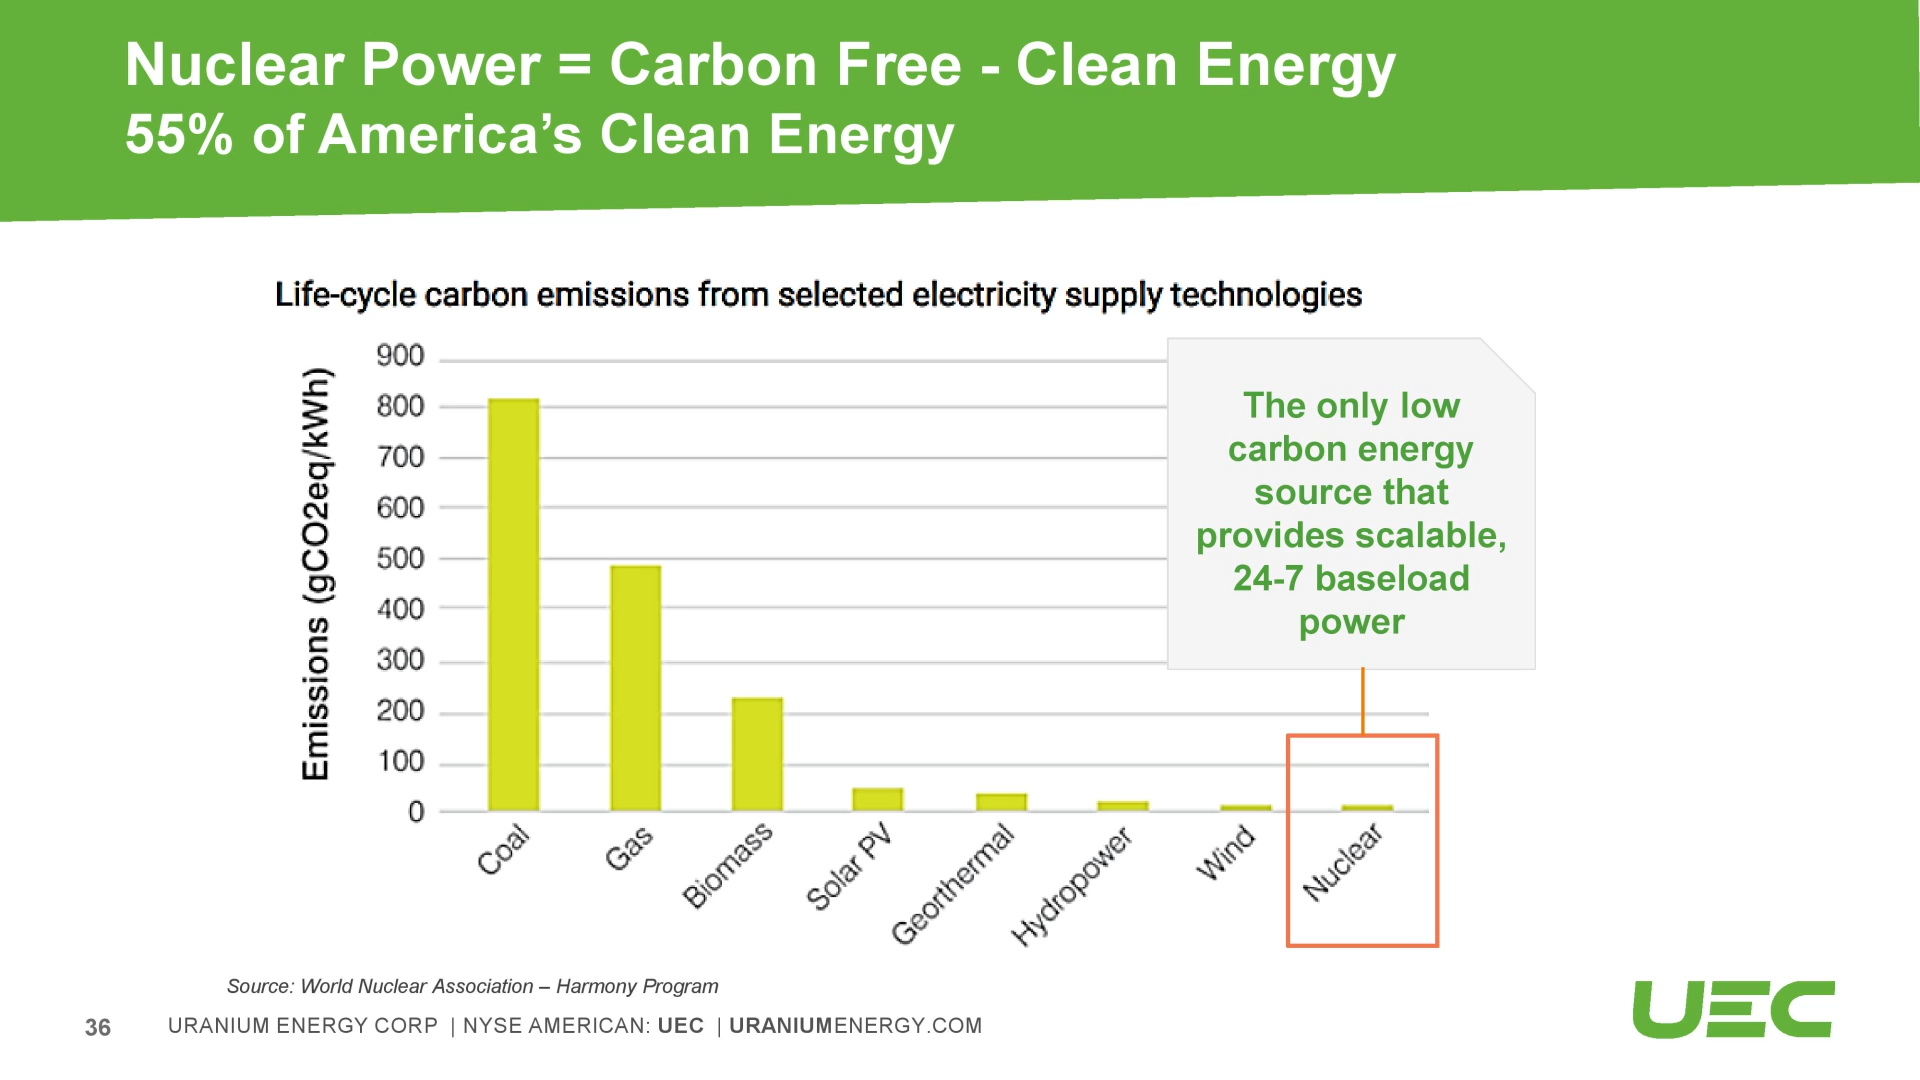 Nuclear Power = Carbon Free - Clean Energy
55% of America’s Clean Energy
Life-cycle carbon emissions from selected electricity supply technologies
Emissions (gCO2eq/kWh)
900
800
700
600
500
400
300
200
100
0
Coal
Gas
Biomass
Solar PV
Georthermal
Hydropower
Wind
Nuclear
The only low
carbon energy
source that
provides scalable,
24-7 baseload
power
Source: World Nuclear Association – Harmony Program
36
URANIUM ENERGY CORP | NYSE AMERICAN: UEC | URANIUMENERGY.COM
UEC